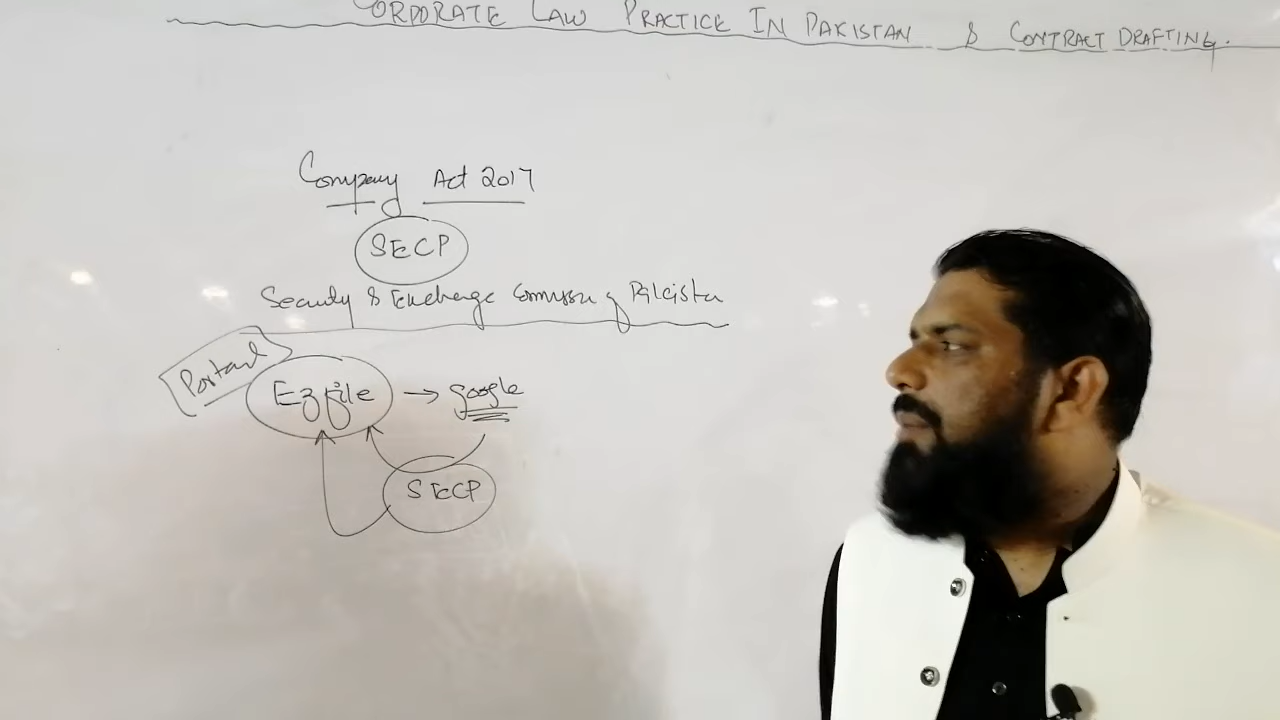 CORPORATE LAW PRACTICE IN PAKISTAN & CONTRACT DRAFTING.
Company Act 2017
SECP
Security & Exchange Commission of Pakistan
Portal
Ezfile → google
SECP